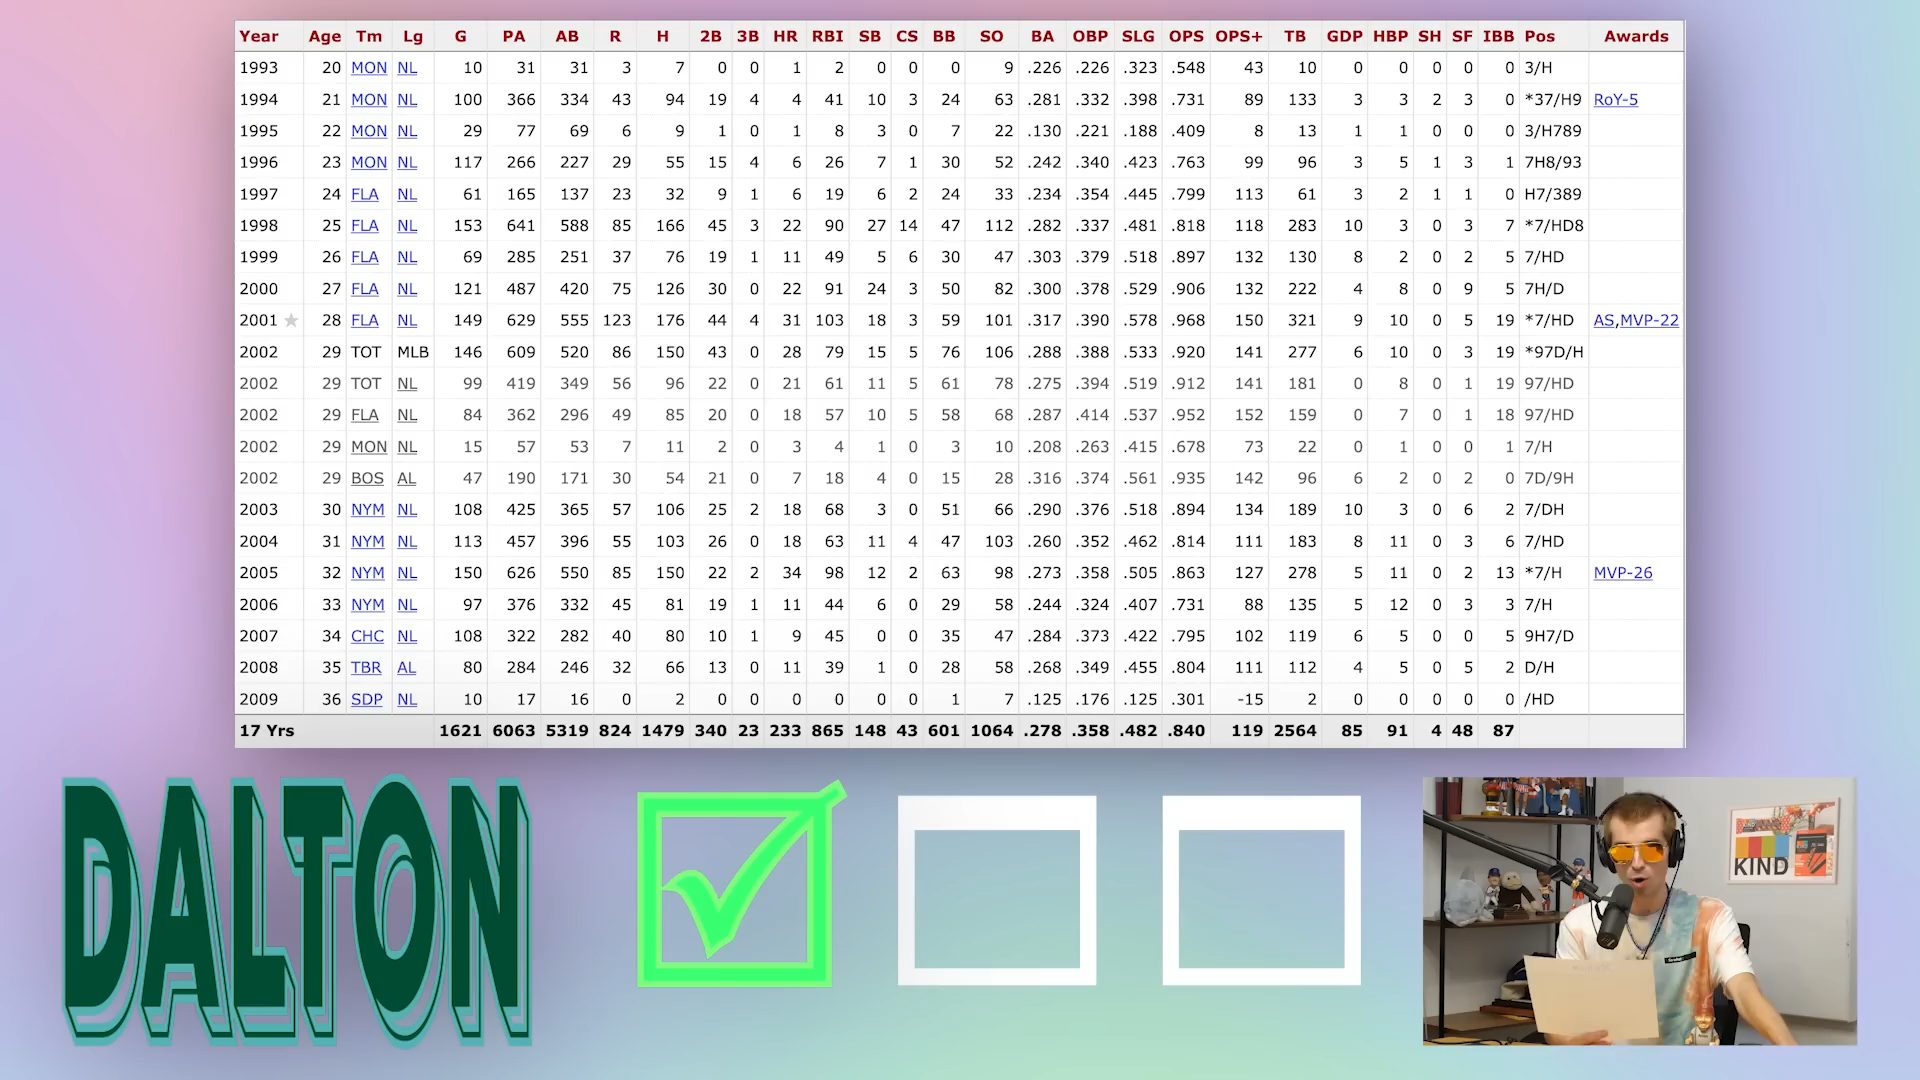 Year Age Tm Lg G PA AB R H 2B 3B HR RBI SB CS BB SO BA OBP SLG OPS OPS+ TB GDP HBP SH SF IBB Pos Awards
1993 20 MON NL 10 31 31 3 7 0 0 1 2 0 0 0 9 .226 .226 .323 .548 43 10 0 0 0 0 0 3/H
1994 21 MON NL 100 366 334 43 94 19 4 4 41 10 3 24 63 .281 .332 .398 .731 89 133 3 3 2 3 0 *37/H9 RoY-5
1995 22 MON NL 29 77 69 6 9 1 0 1 8 3 0 7 22 .130 .221 .188 .409 8 13 1 1 0 0 0 3/H789
1996 23 MON NL 117 266 227 29 55 15 4 6 26 7 1 30 52 .242 .340 .423 .763 99 96 3 5 1 3 1 7H8/93
1997 24 FLA NL 61 165 137 23 32 9 1 6 19 6 2 24 33 .234 .354 .445 .799 113 61 3 2 1 1 0 H7/389
1998 25 FLA NL 153 641 588 85 166 45 3 22 90 27 14 47 112 .282 .337 .481 .818 118 283 10 3 0 3 7 *7/HD8
1999 26 FLA NL 69 285 251 37 76 19 1 11 49 5 6 30 47 .303 .379 .518 .897 132 130 8 2 0 2 5 7/HD
2000 27 FLA NL 121 487 420 75 126 30 0 22 91 24 3 50 82 .300 .378 .529 .906 132 222 4 8 0 9 5 7H/D
2001 ★ 28 FLA NL 149 629 555 123 176 44 4 31 103 18 3 59 101 .317 .390 .578 .968 150 321 9 10 0 5 19 *7/HD AS,MVP-22
2002 29 TOT MLB 146 609 520 86 150 43 0 28 79 15 5 76 106 .288 .388 .533 .920 141 277 6 10 0 3 19 *97D/H
2002 29 TOT NL 99 419 349 56 96 22 0 21 61 11 5 61 78 .275 .394 .519 .912 141 181 0 8 0 1 19 97/HD
2002 29 FLA NL 84 362 296 49 85 20 0 18 57 10 5 58 68 .287 .414 .537 .952 152 159 0 7 0 1 18 97/HD
2002 29 MON NL 15 57 53 7 11 2 0 3 4 1 0 3 10 .208 .263 .415 .678 73 22 0 1 0 0 1 7/H
2002 29 BOS AL 47 190 171 30 54 21 0 7 18 4 0 15 28 .316 .374 .561 .935 142 96 6 2 0 2 0 7D/9H
2003 30 NYM NL 108 425 365 57 106 25 2 18 68 3 0 51 66 .290 .376 .518 .894 134 189 10 3 0 6 2 7/DH
2004 31 NYM NL 113 457 396 55 103 26 0 18 63 11 4 47 103 .260 .352 .462 .814 111 183 8 11 0 3 6 7/HD
2005 32 NYM NL 150 626 550 85 150 22 2 34 98 12 2 63 98 .273 .358 .505 .863 127 278 5 11 0 2 13 *7/H MVP-26
2006 33 NYM NL 97 376 332 45 81 19 1 11 44 6 0 29 58 .244 .324 .407 .731 88 135 5 12 0 3 3 7/H
2007 34 CHC NL 108 322 282 40 80 10 1 9 45 0 0 35 47 .284 .373 .422 .795 102 119 6 5 0 0 5 9H7/D
2008 35 TBR AL 80 284 246 32 66 13 0 11 39 1 0 28 58 .268 .349 .455 .804 111 112 4 5 0 5 2 D/H
2009 36 SDP NL 10 17 16 0 2 0 0 0 0 0 0 1 7 .125 .176 .125 .301 -15 2 0 0 0 0 0 /HD
17 Yrs 1621 6063 5319 824 1479 340 23 233 865 148 43 601 1064 .278 .358 .482 .840 119 2564 85 91 4 48 87
DALTON
KIND